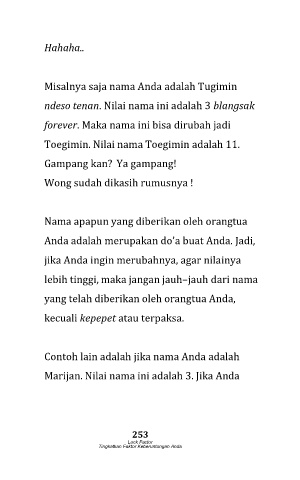 Hahaha..
Misalnya saja nama Anda adalah Tugimin
ndeso tenan. Nilai nama ini adalah 3 blangsak
forever. Maka nama ini bisa dirubah jadi
Toegimin. Nilai nama Toegimin adalah 11.
Gampang kan? Ya gampang!
Wong sudah dikasih rumusnya !
Nama apapun yang diberikan oleh orangtua
Anda adalah merupakan do'a buat Anda. Jadi,
jika Anda ingin merubahnya, agar nilainya
lebih tinggi, maka jangan jauh–jauh dari nama
yang telah diberikan oleh orangtua Anda,
kecuali kepepet atau terpaksa.
Contoh lain adalah jika nama Anda adalah
Marijan. Nilai nama ini adalah 3. Jika Anda
253
Luck Factor
Tingkatkan Faktor Keberuntungan Anda